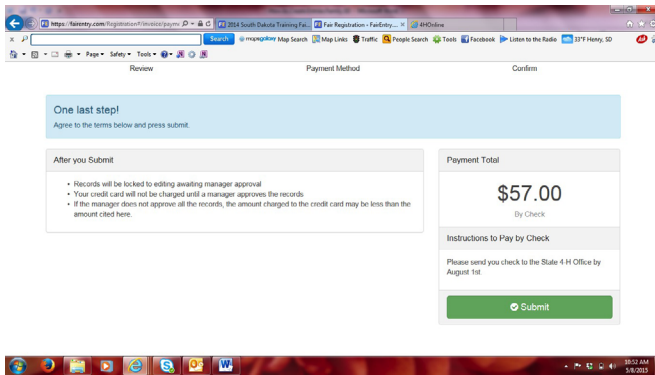 https://fairentry.com/Registration#/invoice/payme
2014 South Dakota Training Fai...
Fair Registration - FairEntry....
4HOnline
Search
mapsgalaxy Map Search
Map Links
Traffic
People Search
Tools
Facebook
Listen to the Radio
33°F Henry, SD
Page
Safety
Tools
Review
Payment Method
Confirm
One last step!
Agree to the terms below and press submit.
After you Submit
• Records will be locked to editing awaiting manager approval
• Your credit card will not be charged until a manager approves the records
• If the manager does not approve all the records, the amount charged to the credit card may be less than the
amount cited here.
Payment Total
$57.00
By Check
Instructions to Pay by Check
Please send you check to the State 4-H Office by
August 1st
Submit
10:52 AM
5/8/2015